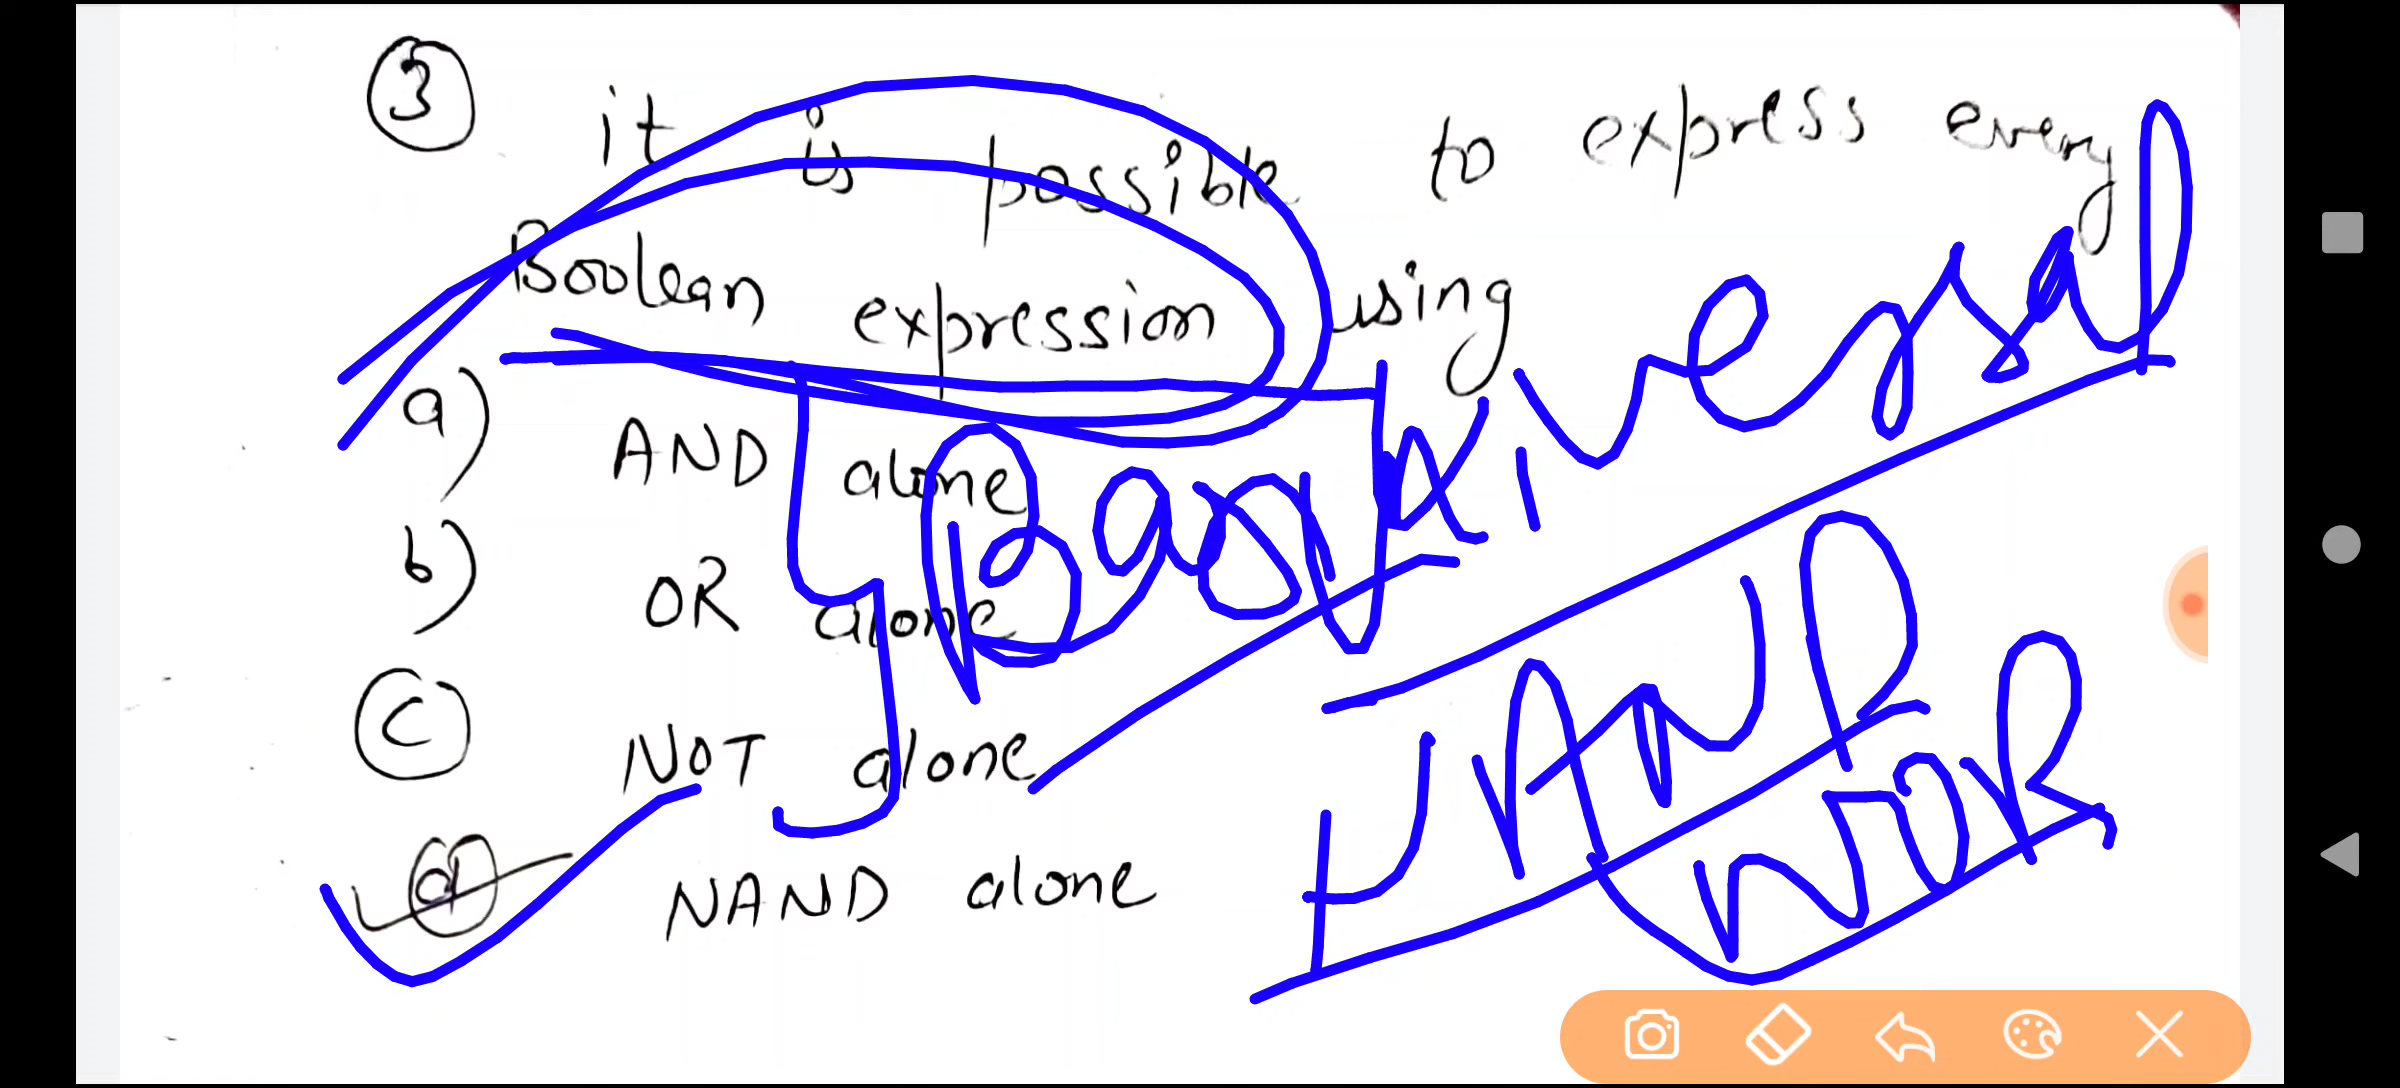 ③ it is possible to express every
Boolean expression using
a) AND alone
b) OR alone
ⓒ NOT alone
ⓓ NAND alone
Universal
NAND
NOR